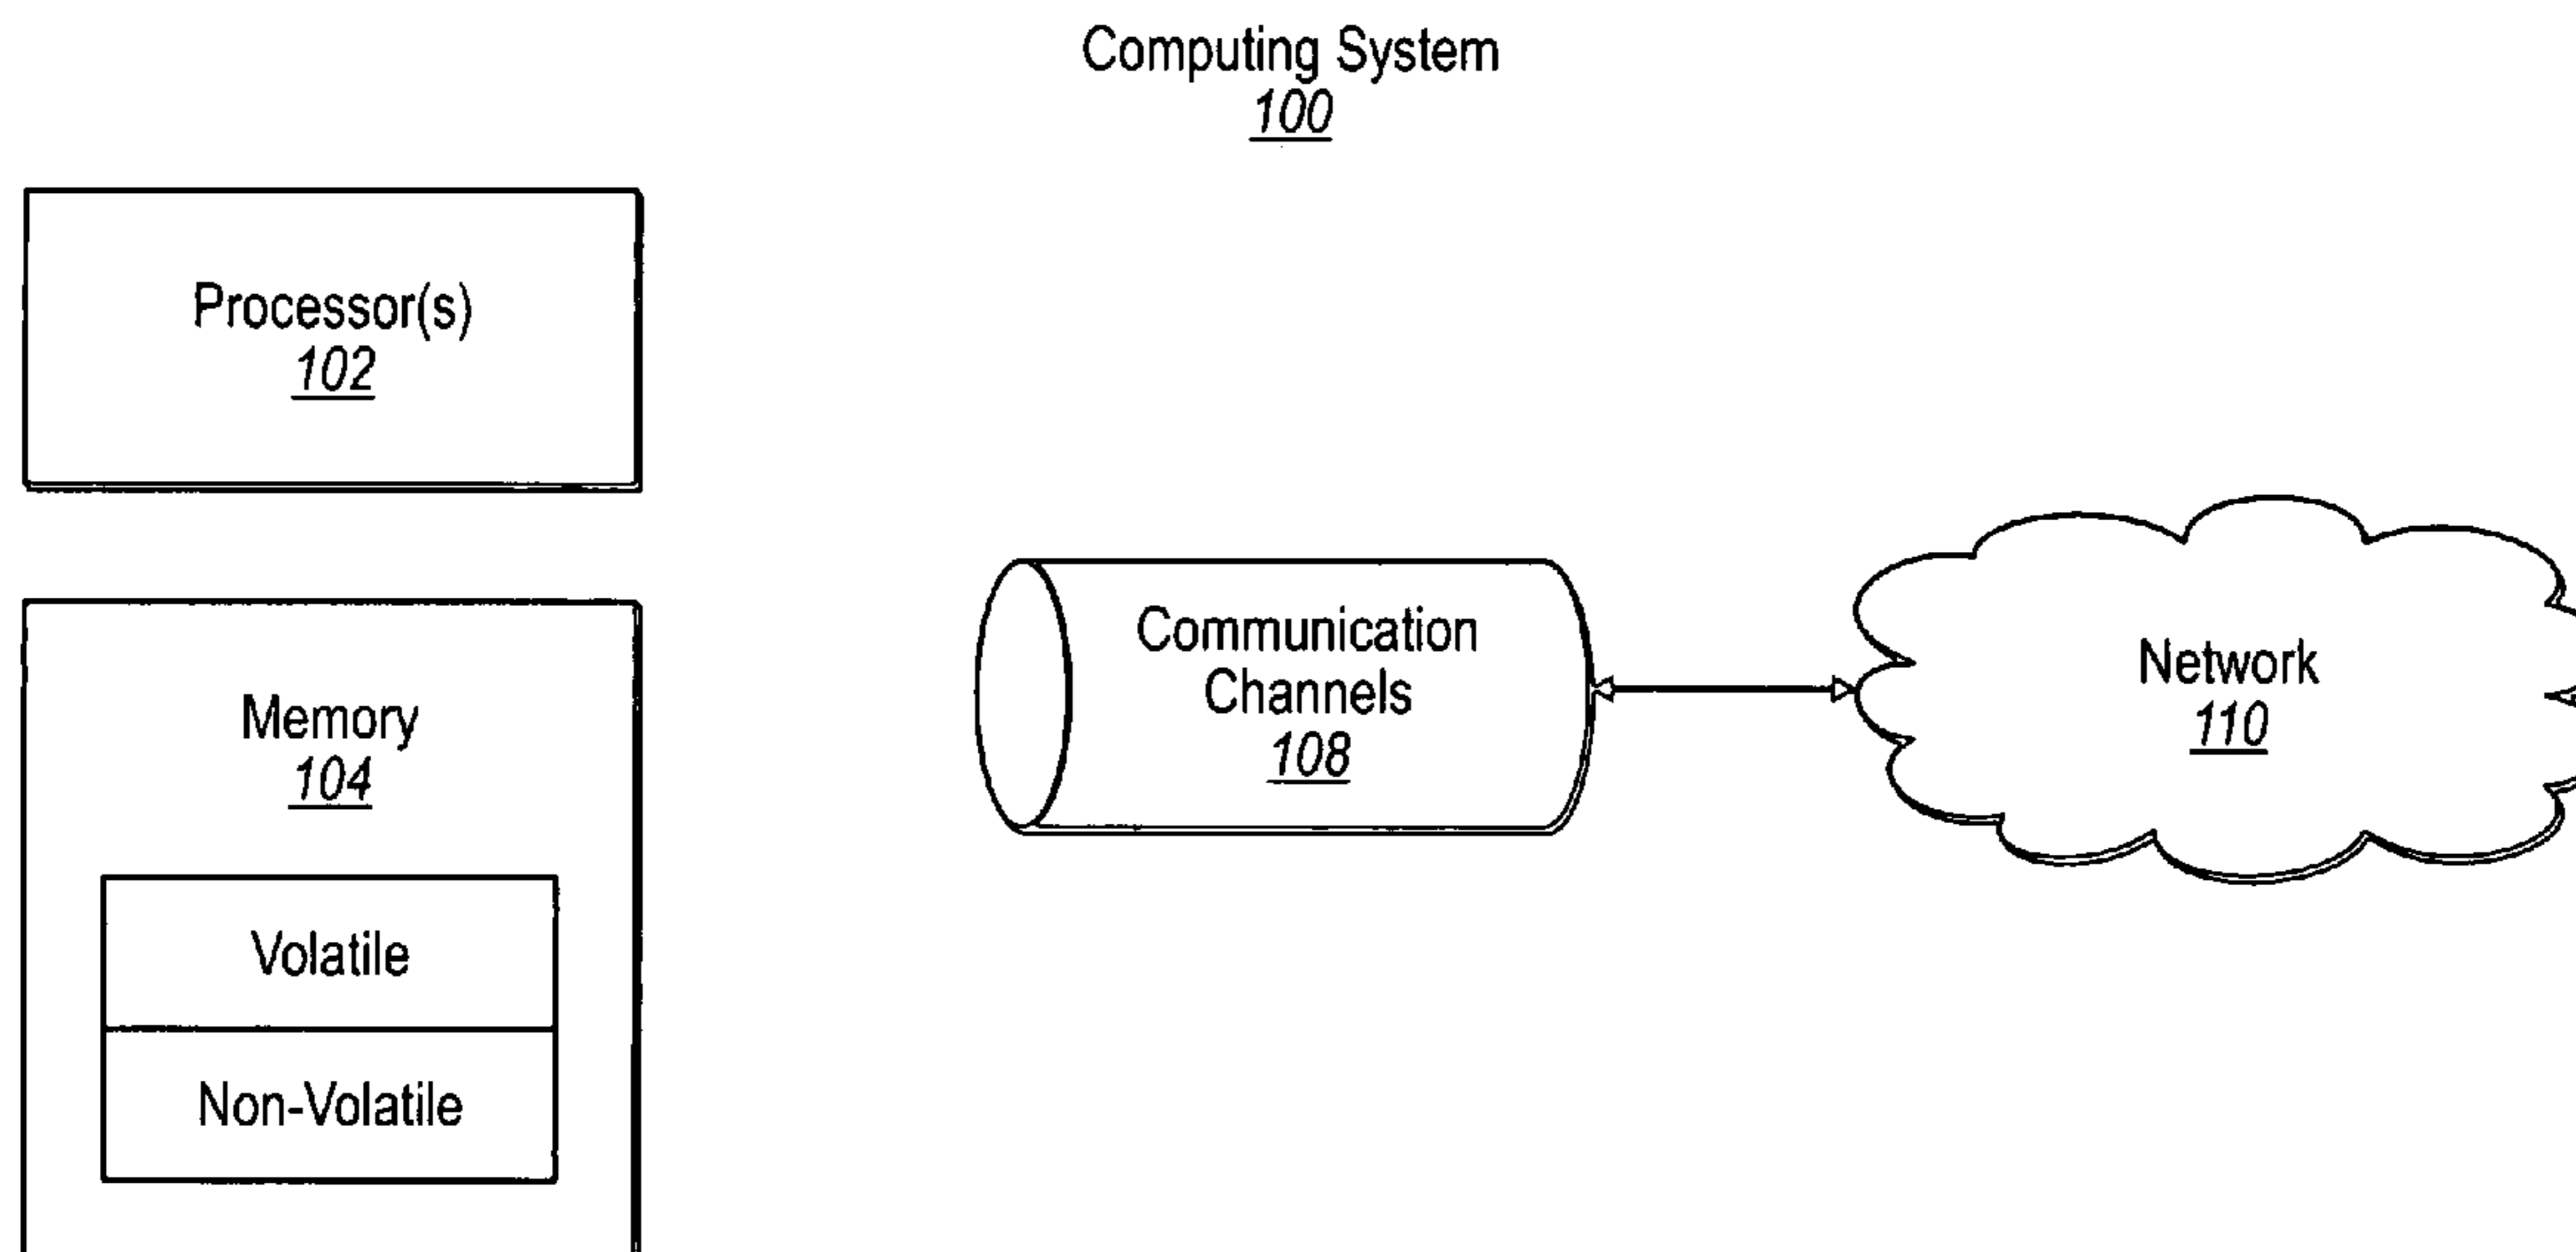 Computing System
100
Processor(s)
102
Memory
104
Volatile
Non-Volatile
Communication
Channels
108
Network
110